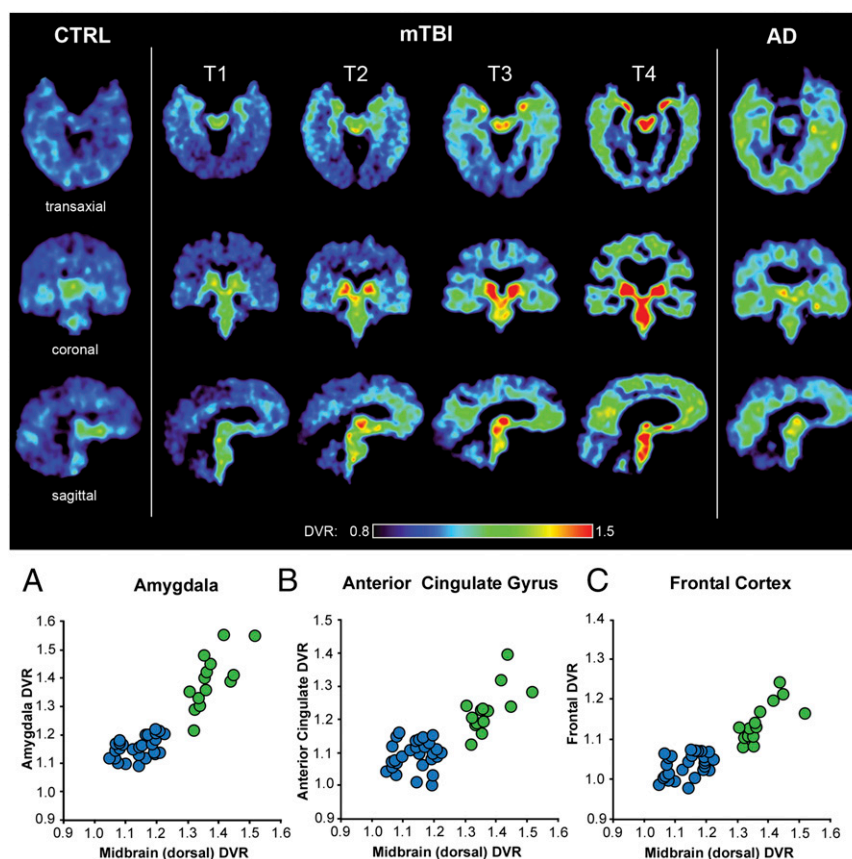 CTRL mTBI AD
T1 T2 T3 T4
transaxial
coronal
sagittal
DVR: 0.8 1.5
A Amygdala
B Anterior Cingulate Gyrus
C Frontal Cortex
Amygdala DVR
1.6
1.5
1.4
1.3
1.2
1.1
1.0
0.9
0.9 1.0 1.1 1.2 1.3 1.4 1.5 1.6
Midbrain (dorsal) DVR
Anterior Cingulate DVR
1.5
1.4
1.3
1.2
1.1
1.0
0.9
0.9 1.0 1.1 1.2 1.3 1.4 1.5 1.6
Midbrain (dorsal) DVR
Frontal DVR
1.4
1.3
1.2
1.1
1.0
0.9
0.9 1.0 1.1 1.2 1.3 1.4 1.5 1.6
Midbrain (dorsal) DVR